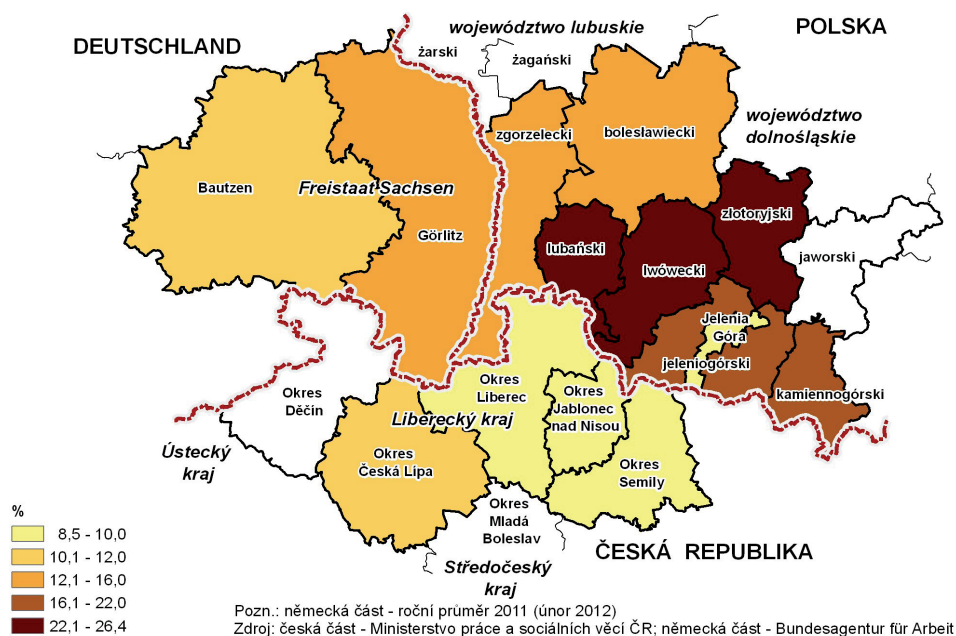 DEUTSCHLAND
województwo lubuskie
POLSKA
żarski
żagański
województwo
dolnośląskie
zgorzelecki
bolesławiecki
Bautzen
Freistaat Sachsen
Görlitz
lubański
lwówecki
złotoryjski
jaworski
Jelenia
Góra
jeleniogórski
kamiennogórski
Okres
Děčín
Okres
Liberec
Okres
Jablonec
nad Nisou
Liberecký kraj
Ústecký
kraj
Okres
Česká Lípa
Okres
Semily
Okres
Mladá
Boleslav
Středočeský
kraj
ČESKÁ REPUBLIKA
%
8,5 - 10,0
10,1 - 12,0
12,1 - 16,0
16,1 - 22,0
22,1 - 26,4
Pozn.: německá část - roční průměr 2011 (únor 2012)
Zdroj: česká část - Ministerstvo práce a sociálních věcí ČR; německá část - Bundesagentur für Arbeit